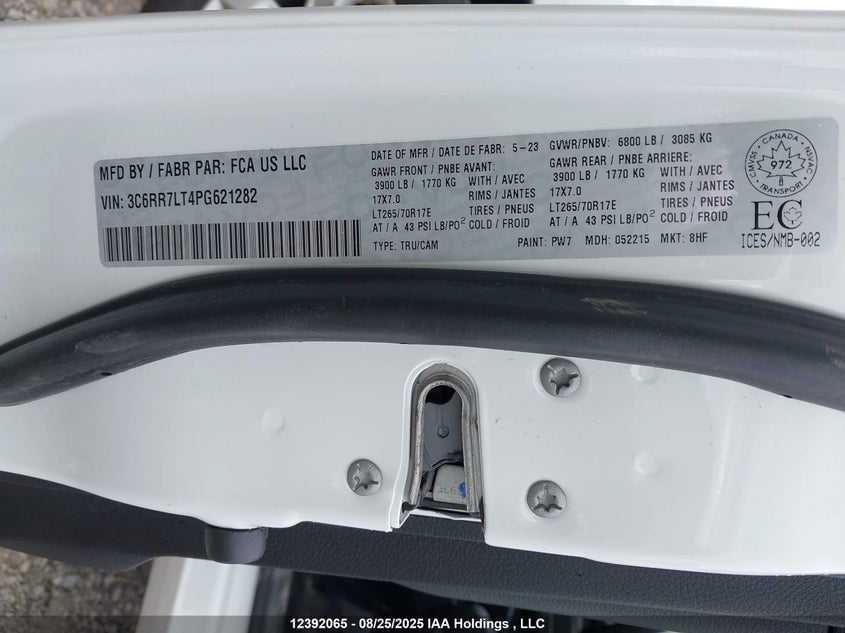 MFD BY / FABR PAR: FCA US LLC
VIN: 3C6RR7LT4PG621282
DATE OF MFR / DATE DE FABR: 5-23
GAWR FRONT / PNBE AVANT:
3900 LB / 1770 KG WITH / AVEC
17X7.0 RIMS / JANTES
LT265/70R17E TIRES / PNEUS
A / À 43 PSI LB/PO² COLD / FROID
TYPE: TRU/CAM
GVWR/PNBV: 6800 LB / 3085 KG
GAWR REAR / PNBE ARRIERE:
3900 LB / 1770 KG WITH / AVEC
17X7.0 RIMS / JANTES
LT265/70R17E TIRES / PNEUS
A / À 43 PSI LB/PO² COLD / FROID
PAINT: PW7 MDH: 052215 MKT: 8HF
CANADA
CMVSS NSVAC
972
TRANSPORT
EC
ICES/NMB-002
12392065 - 08/25/2025 IAA Holdings , LLC